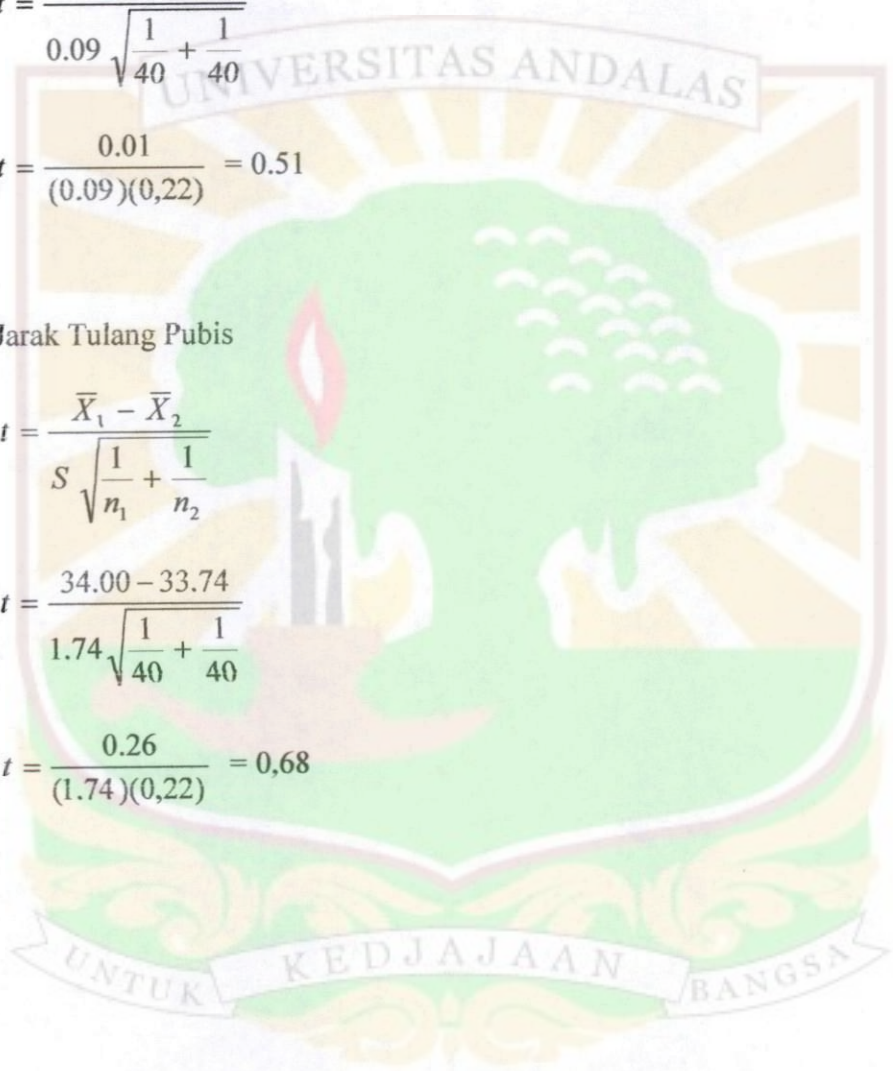 t =
0.09 √(1/40 + 1/40)
t = 0.01 / (0.09)(0,22) = 0.51
Jarak Tulang Pubis
t = X̄₁ − X̄₂ / S √(1/n₁ + 1/n₂)
t = 34.00 – 33.74 / 1.74 √(1/40 + 1/40)
t = 0.26 / (1.74)(0,22) = 0,68
UNIVERSITAS ANDALAS
UNTUK KEDJAJAAN BANGSA